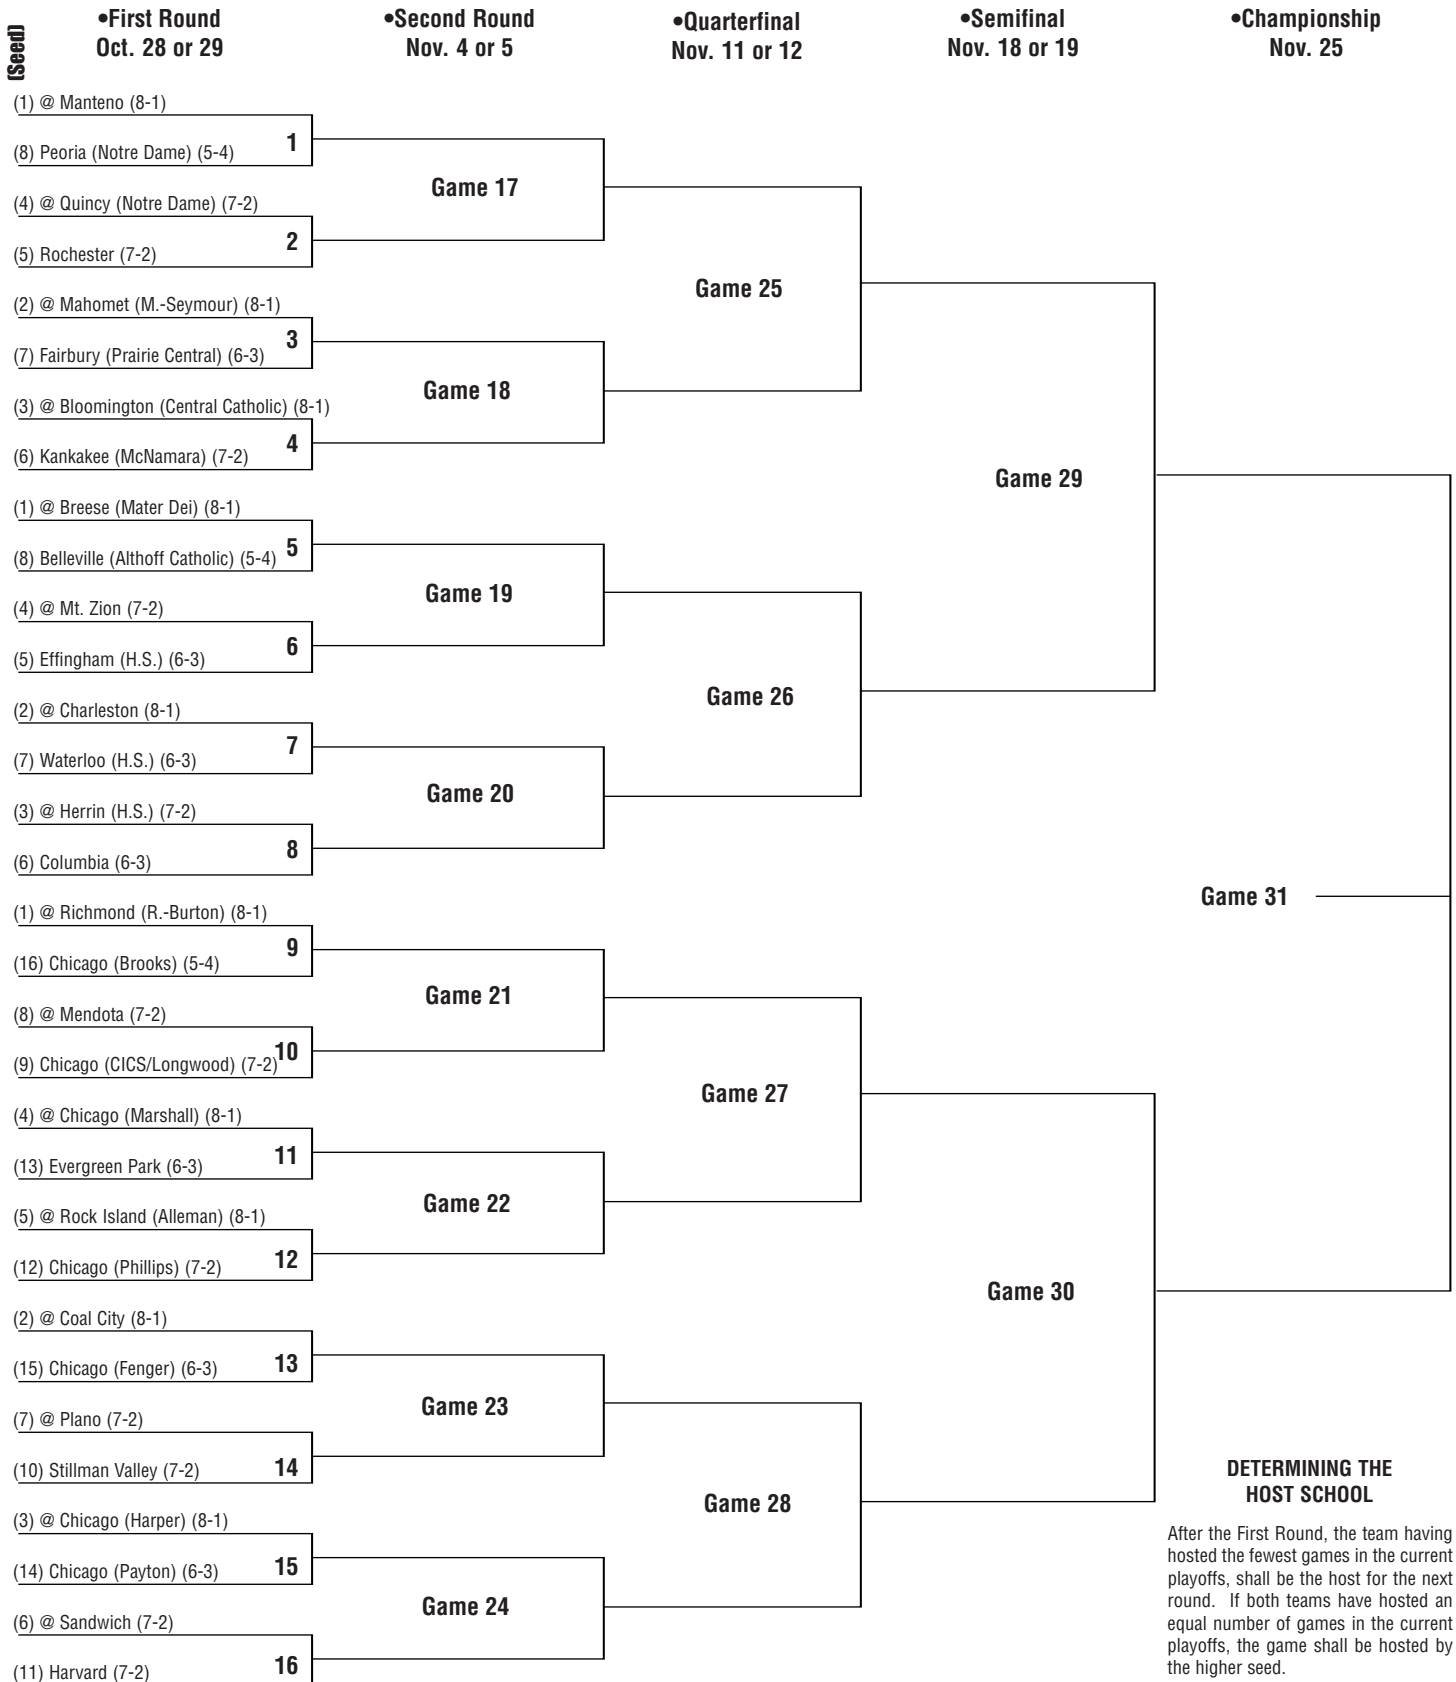 (Seed)
•First Round
Oct. 28 or 29
•Second Round
Nov. 4 or 5
•Quarterfinal
Nov. 11 or 12
•Semifinal
Nov. 18 or 19
•Championship
Nov. 25
(1) @ Manteno (8-1)
1
(8) Peoria (Notre Dame) (5-4)
Game 17
(4) @ Quincy (Notre Dame) (7-2)
2
(5) Rochester (7-2)
Game 25
(2) @ Mahomet (M.-Seymour) (8-1)
3
(7) Fairbury (Prairie Central) (6-3)
Game 18
(3) @ Bloomington (Central Catholic) (8-1)
4
(6) Kankakee (McNamara) (7-2)
Game 29
(1) @ Breese (Mater Dei) (8-1)
5
(8) Belleville (Althoff Catholic) (5-4)
Game 19
(4) @ Mt. Zion (7-2)
6
(5) Effingham (H.S.) (6-3)
Game 26
(2) @ Charleston (8-1)
7
(7) Waterloo (H.S.) (6-3)
Game 20
(3) @ Herrin (H.S.) (7-2)
8
(6) Columbia (6-3)
Game 31
(1) @ Richmond (R.-Burton) (8-1)
9
(16) Chicago (Brooks) (5-4)
Game 21
(8) @ Mendota (7-2)
10
(9) Chicago (CICS/Longwood) (7-2)
Game 27
(4) @ Chicago (Marshall) (8-1)
11
(13) Evergreen Park (6-3)
Game 22
(5) @ Rock Island (Alleman) (8-1)
12
(12) Chicago (Phillips) (7-2)
Game 30
(2) @ Coal City (8-1)
13
(15) Chicago (Fenger) (6-3)
Game 23
(7) @ Plano (7-2)
14
(10) Stillman Valley (7-2)
Game 28
(3) @ Chicago (Harper) (8-1)
15
(14) Chicago (Payton) (6-3)
Game 24
(6) @ Sandwich (7-2)
16
(11) Harvard (7-2)
DETERMINING THE
HOST SCHOOL
After the First Round, the team having
hosted the fewest games in the current
playoffs, shall be the host for the next
round. If both teams have hosted an
equal number of games in the current
playoffs, the game shall be hosted by
the higher seed.